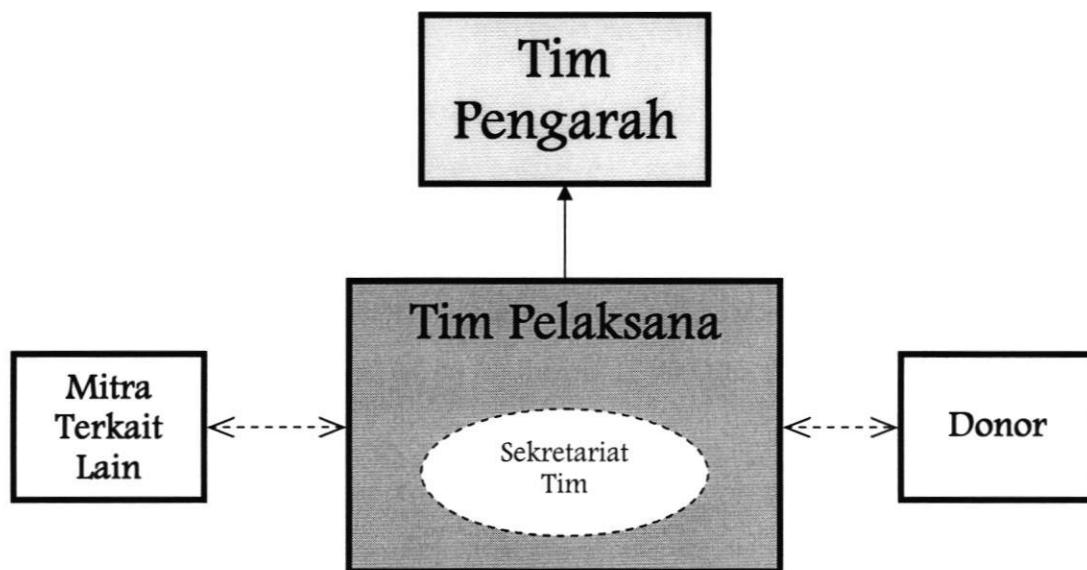 Tim
Pengarah
Tim Pelaksana
Mitra
Terkait
Lain
Sekretariat
Tim
Donor